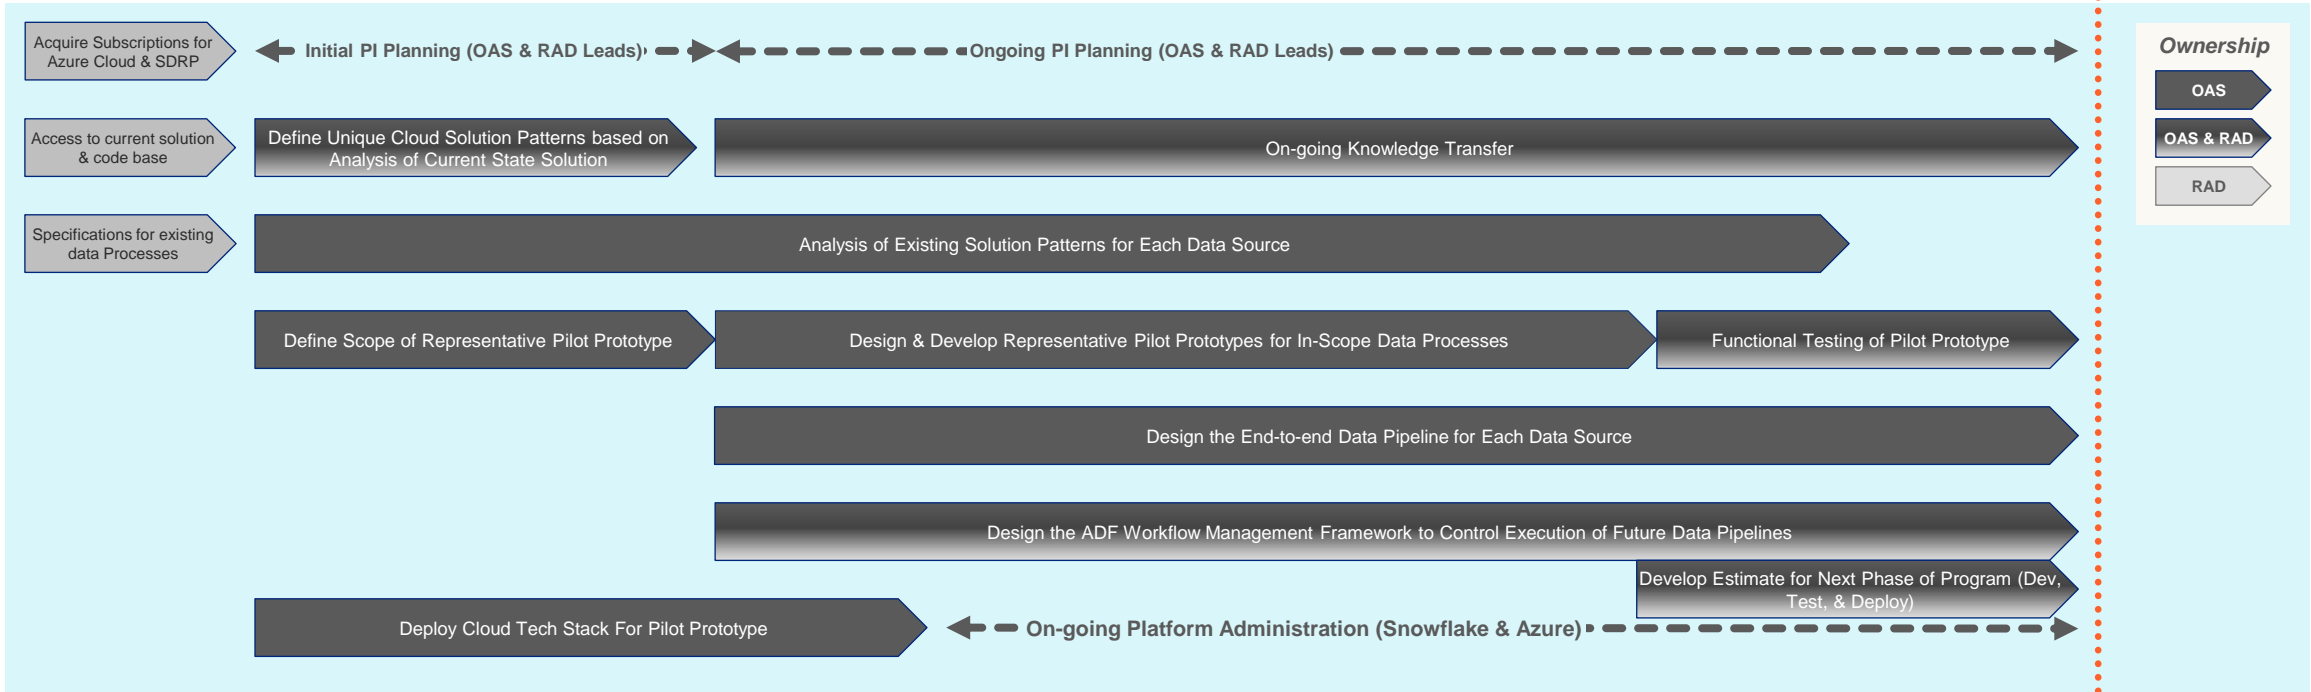 Acquire Subscriptions for
Azure Cloud & SDRP
Initial PI Planning (OAS & RAD Leads)
Ongoing PI Planning (OAS & RAD Leads)
Ownership
OAS
OAS & RAD
RAD
Access to current solution
& code base
Define Unique Cloud Solution Patterns based on
Analysis of Current State Solution
On-going Knowledge Transfer
Specifications for existing
data Processes
Analysis of Existing Solution Patterns for Each Data Source
Define Scope of Representative Pilot Prototype
Design & Develop Representative Pilot Prototypes for In-Scope Data Processes
Functional Testing of Pilot Prototype
Design the End-to-end Data Pipeline for Each Data Source
Design the ADF Workflow Management Framework to Control Execution of Future Data Pipelines
Develop Estimate for Next Phase of Program (Dev,
Test, & Deploy)
Deploy Cloud Tech Stack For Pilot Prototype
On-going Platform Administration (Snowflake & Azure)